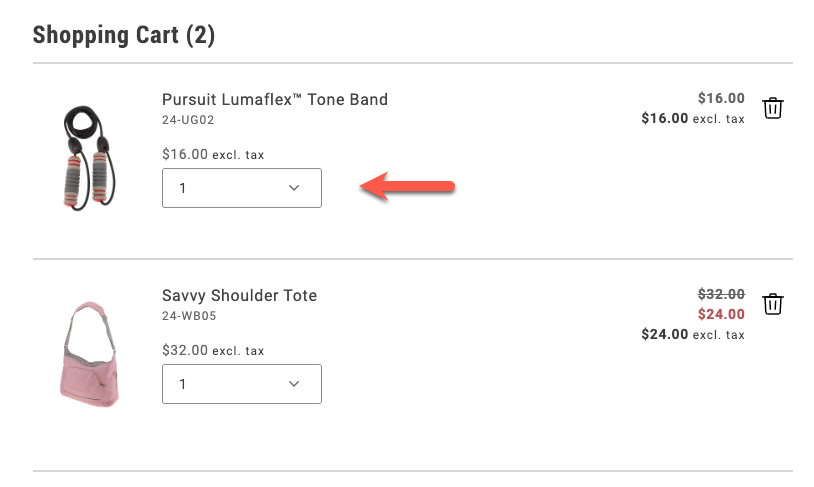 Shopping Cart (2)
Pursuit Lumaflex™ Tone Band
24-UG02
$16.00 excl. tax
1
$16.00
$16.00 excl. tax
Savvy Shoulder Tote
24-WB05
$32.00 excl. tax
1
$32.00
$24.00
$24.00 excl. tax